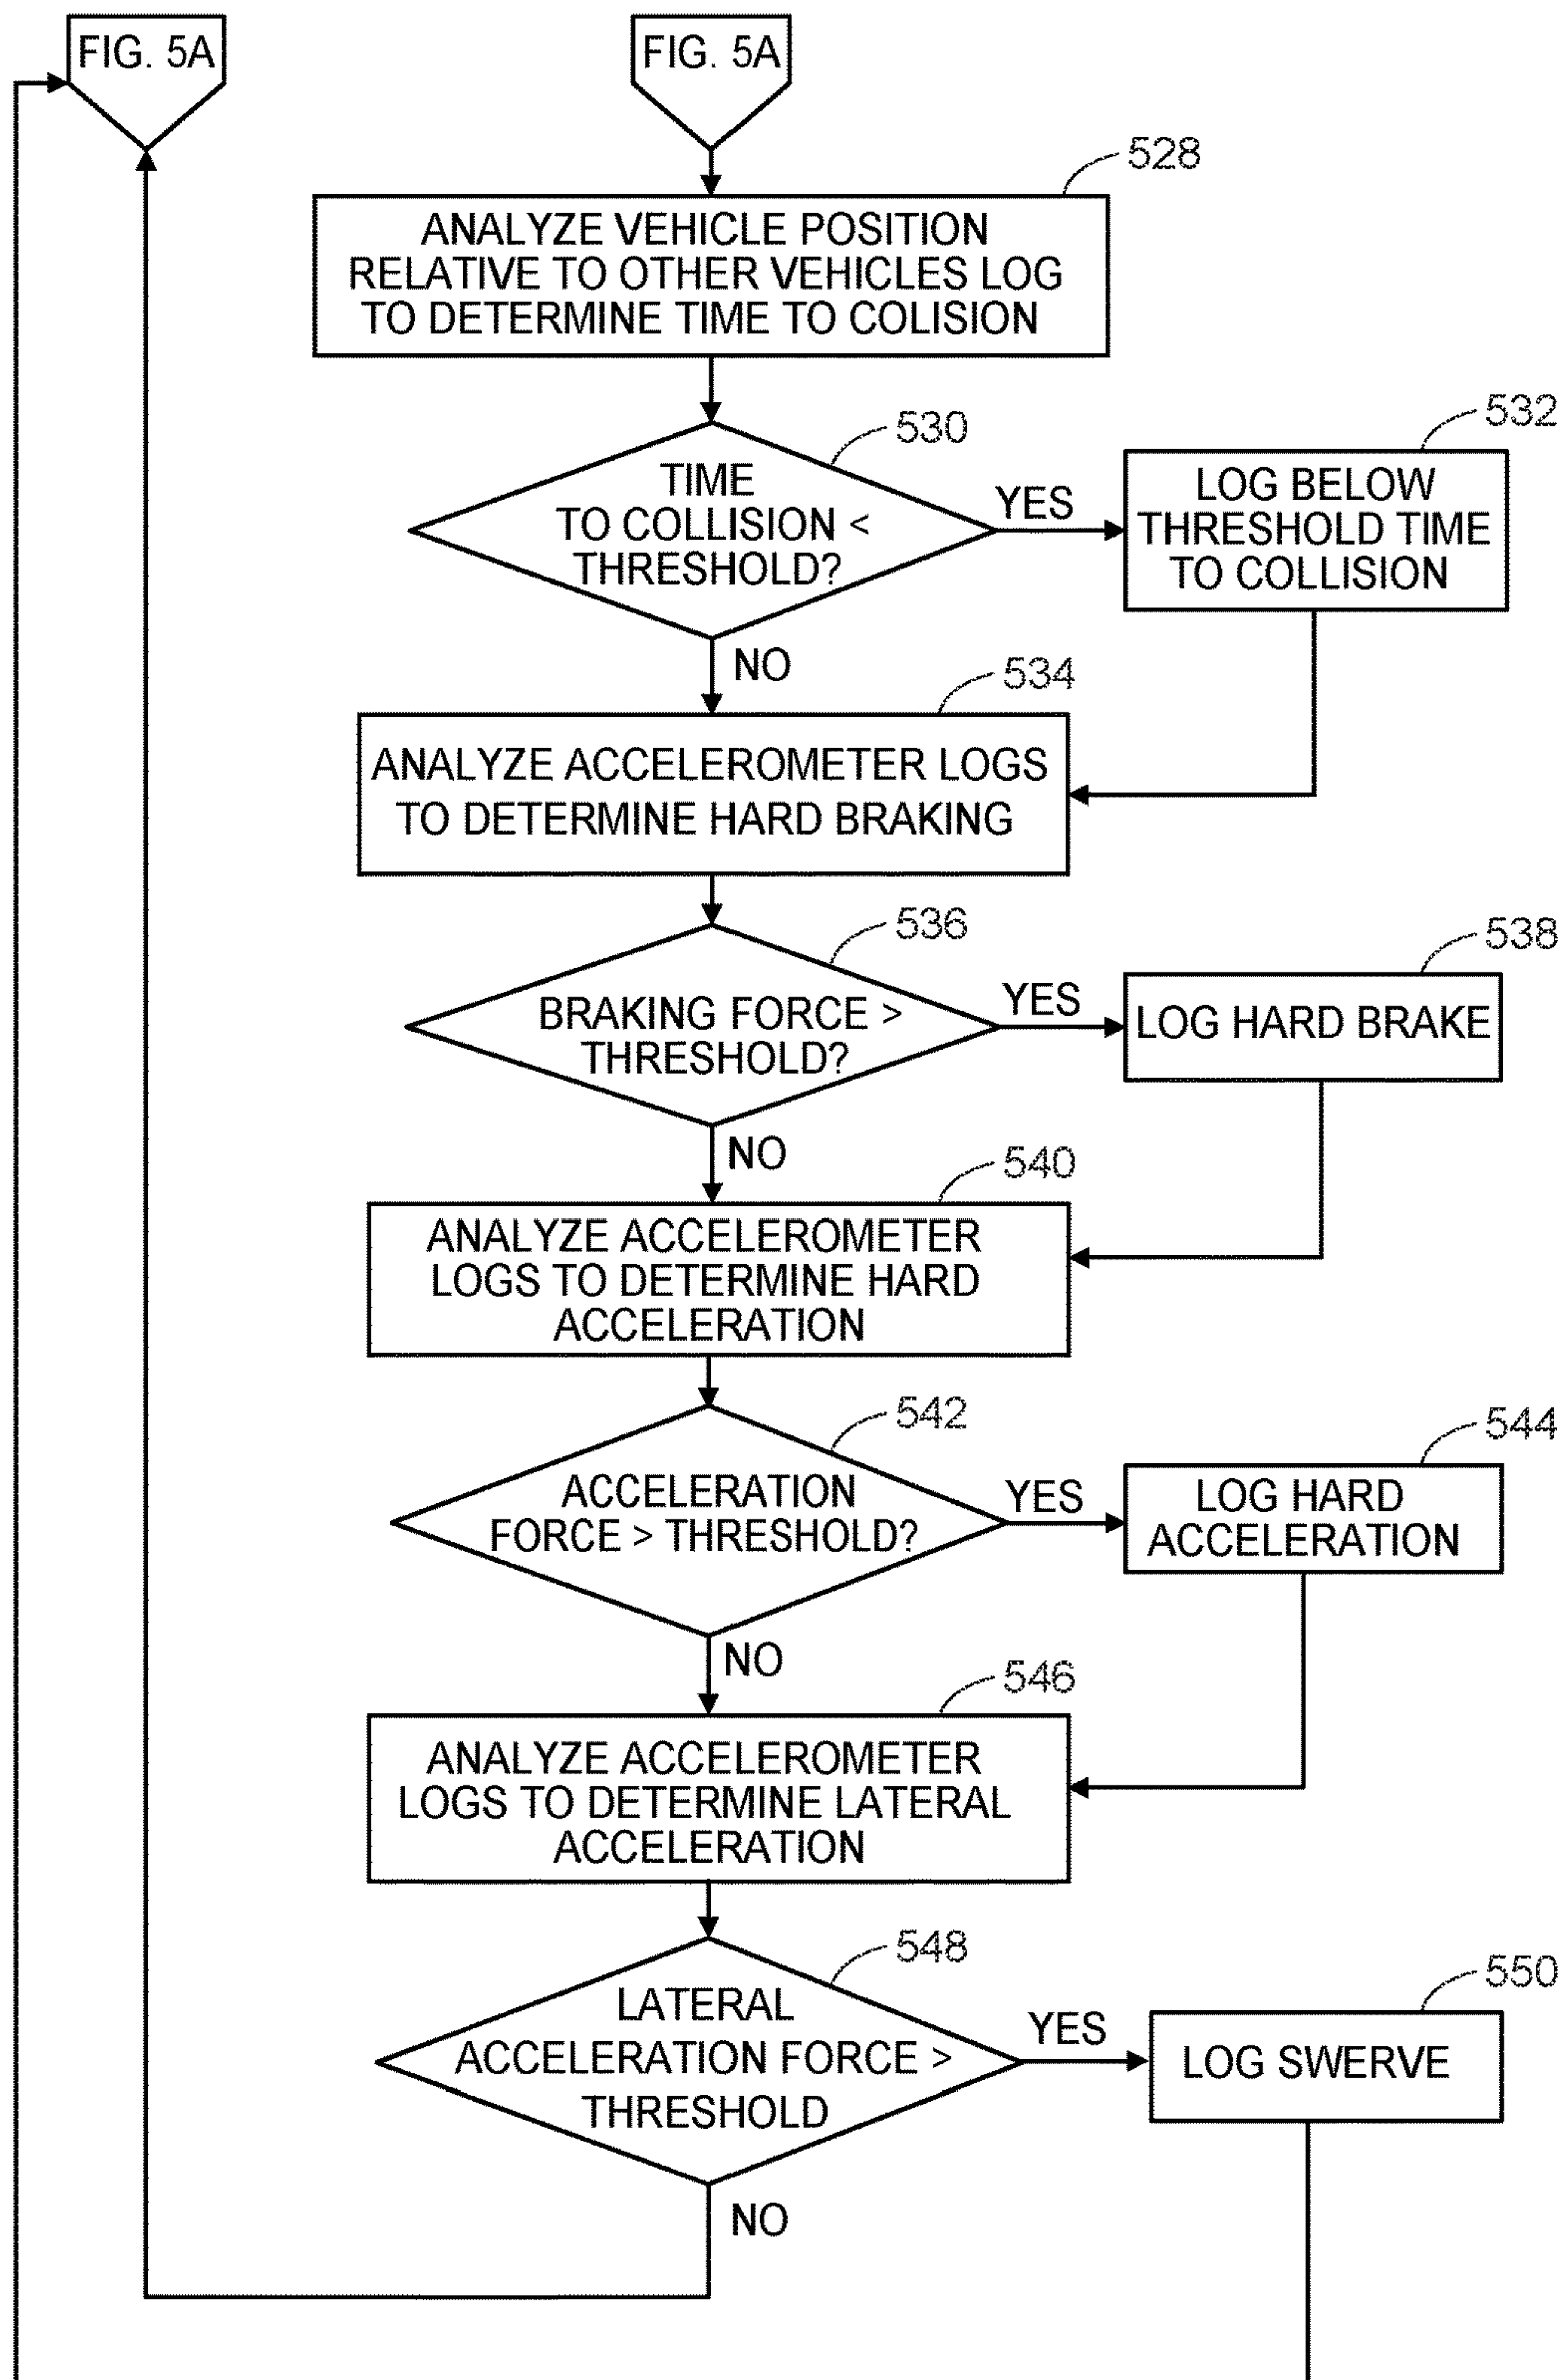 FIG. 5A
FIG. 5A
528
ANALYZE VEHICLE POSITION
RELATIVE TO OTHER VEHICLES LOG
TO DETERMINE TIME TO COLISION
530
TIME
TO COLLISION <
THRESHOLD?
YES
532
LOG BELOW
THRESHOLD TIME
TO COLLISION
NO
534
ANALYZE ACCELEROMETER LOGS
TO DETERMINE HARD BRAKING
536
BRAKING FORCE >
THRESHOLD?
YES
538
LOG HARD BRAKE
NO
540
ANALYZE ACCELEROMETER
LOGS TO DETERMINE HARD
ACCELERATION
542
ACCELERATION
FORCE > THRESHOLD?
YES
544
LOG HARD
ACCELERATION
NO
546
ANALYZE ACCELEROMETER
LOGS TO DETERMINE LATERAL
ACCELERATION
548
LATERAL
ACCELERATION FORCE >
THRESHOLD
YES
550
LOG SWERVE
NO